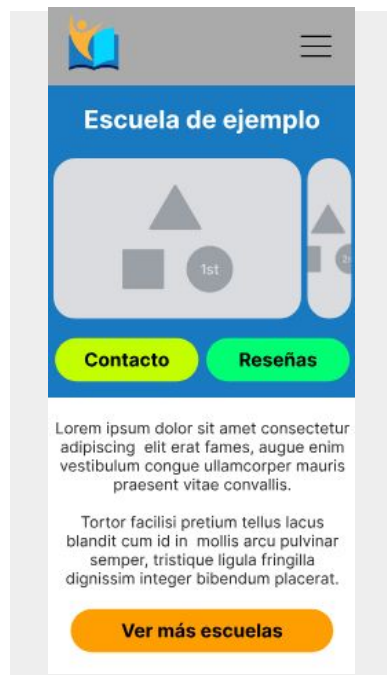 Escuela de ejemplo
1st
Contacto
Reseñas
Lorem ipsum dolor sit amet consectetur
adipiscing elit erat fames, augue enim
vestibulum congue ullamcorper mauris
praesent vitae convallis.
Tortor facilisi pretium tellus lacus
blandit cum id in mollis arcu pulvinar
semper, tristique ligula fringilla
dignissim integer bibendum placerat.
Ver más escuelas